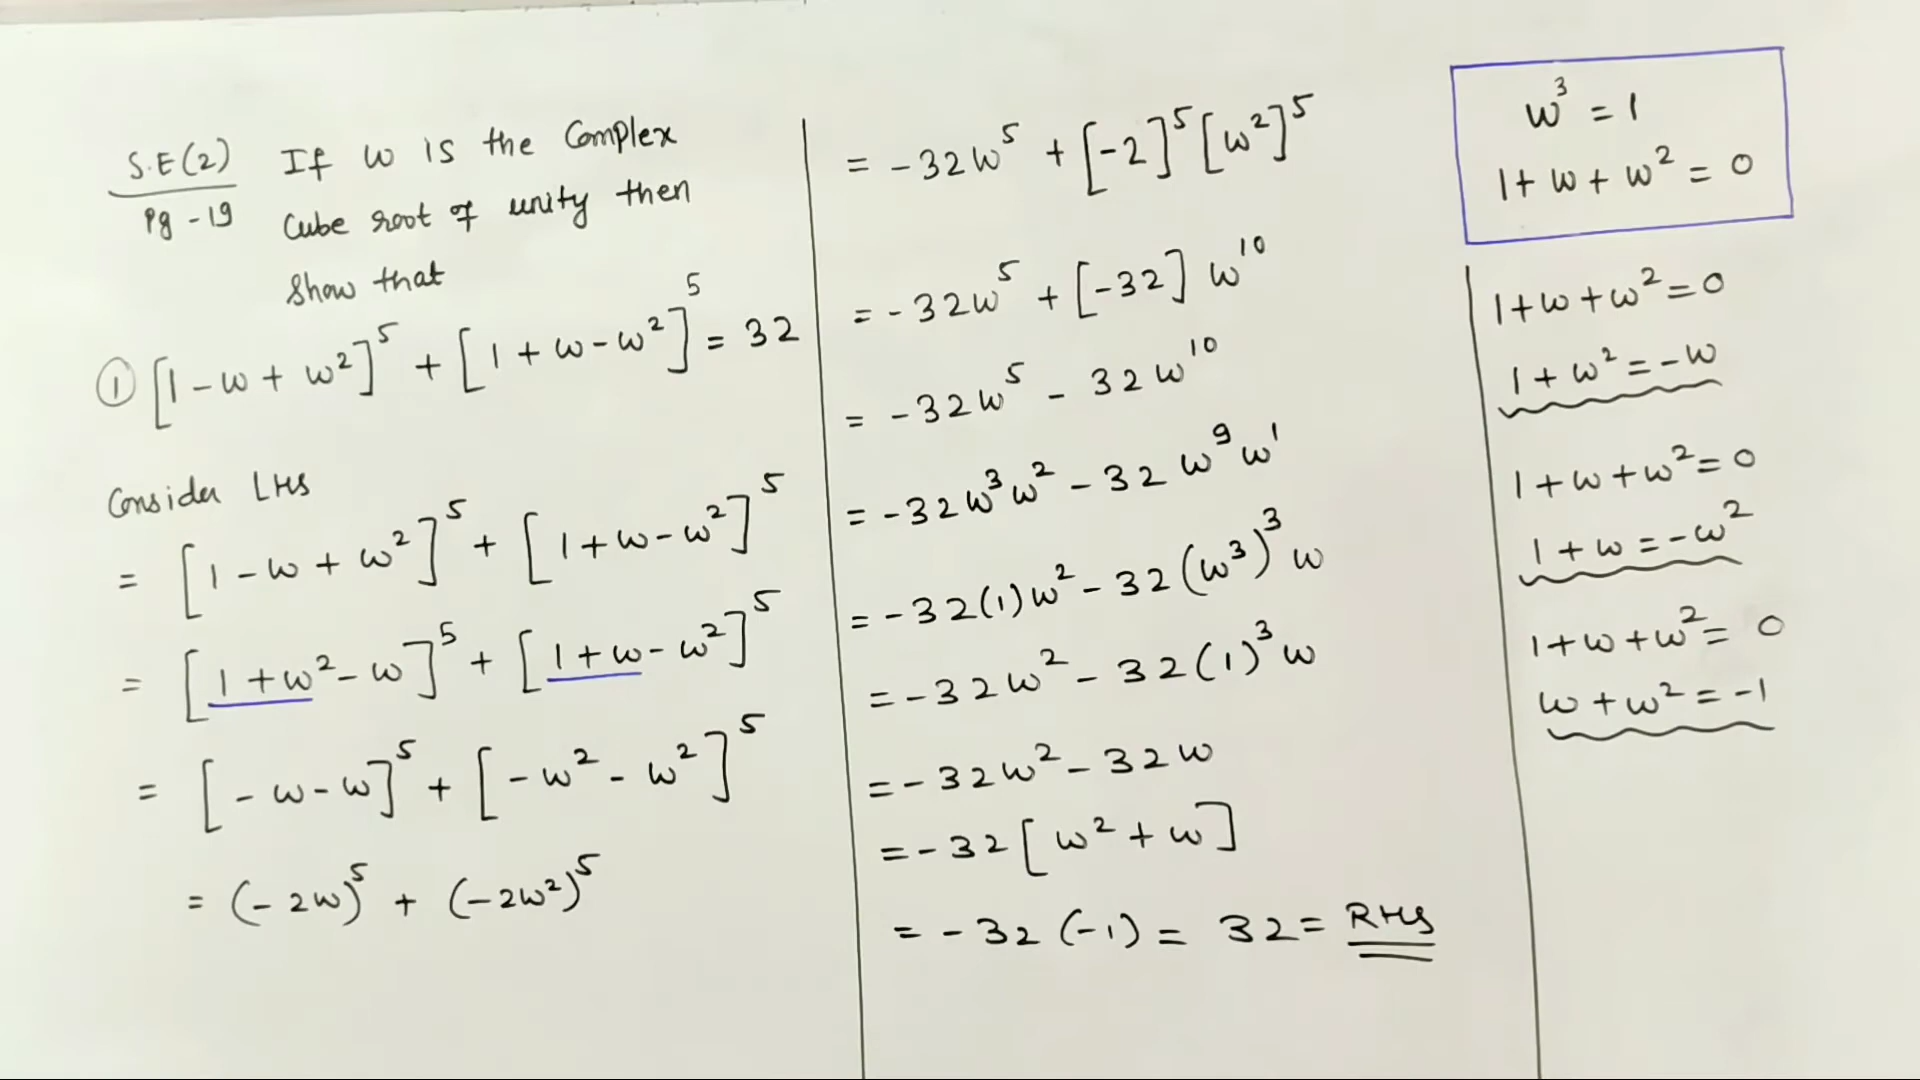 S.E(2) If ω is the Complex
Pg - 19 Cube root of unity then
Show that
① [1 - ω + ω²]⁵ + [1 + ω - ω²]⁵ = 32
Consider LHS
= [1 - ω + ω²]⁵ + [1 + ω - ω²]⁵
= [1 + ω² - ω]⁵ + [1 + ω - ω²]⁵
= [- ω - ω]⁵ + [- ω² - ω²]⁵
= (- 2ω)⁵ + (- 2ω²)⁵
= - 32ω⁵ + [-2]⁵ [ω²]⁵
= - 32ω⁵ + [-32] ω¹⁰
= - 32ω⁵ - 32ω¹⁰
= - 32ω³ω² - 32 ω⁹ω¹
= - 32(1)ω² - 32(ω³)³ω
= - 32ω² - 32(1)³ω
= - 32ω² - 32ω
= - 32[ω² + ω]
= - 32(-1) = 32 = RHS
ω³ = 1
1 + ω + ω² = 0
1 + ω + ω² = 0
1 + ω² = - ω
1 + ω + ω² = 0
1 + ω = - ω²
1 + ω + ω² = 0
ω + ω² = -1